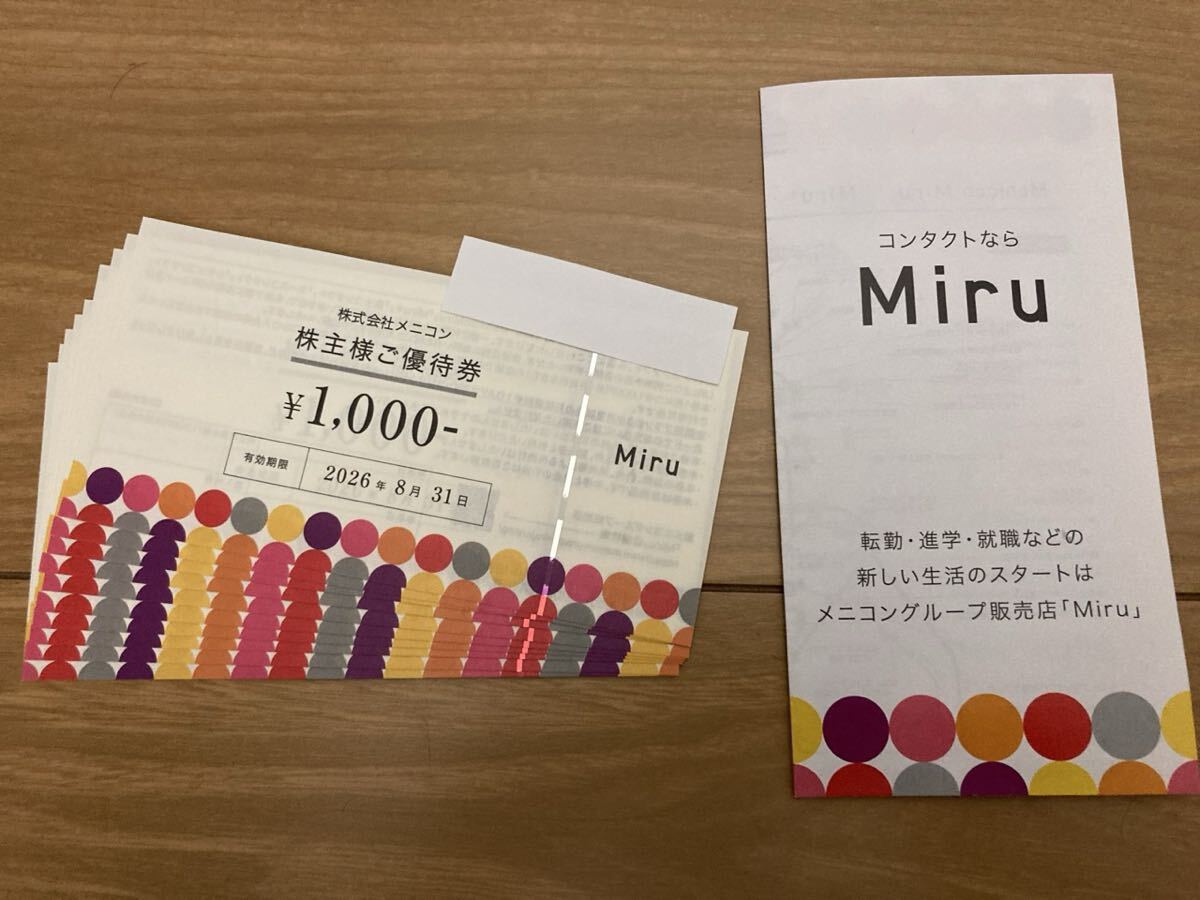 株式会社メニコン
株主様ご優待券
¥1,000-
有効期限 2026年 8月 31日
Miru
コンタクトなら
Miru
転勤・進学・就職などの
新しい生活のスタートは
メニコングループ販売店「Miru」